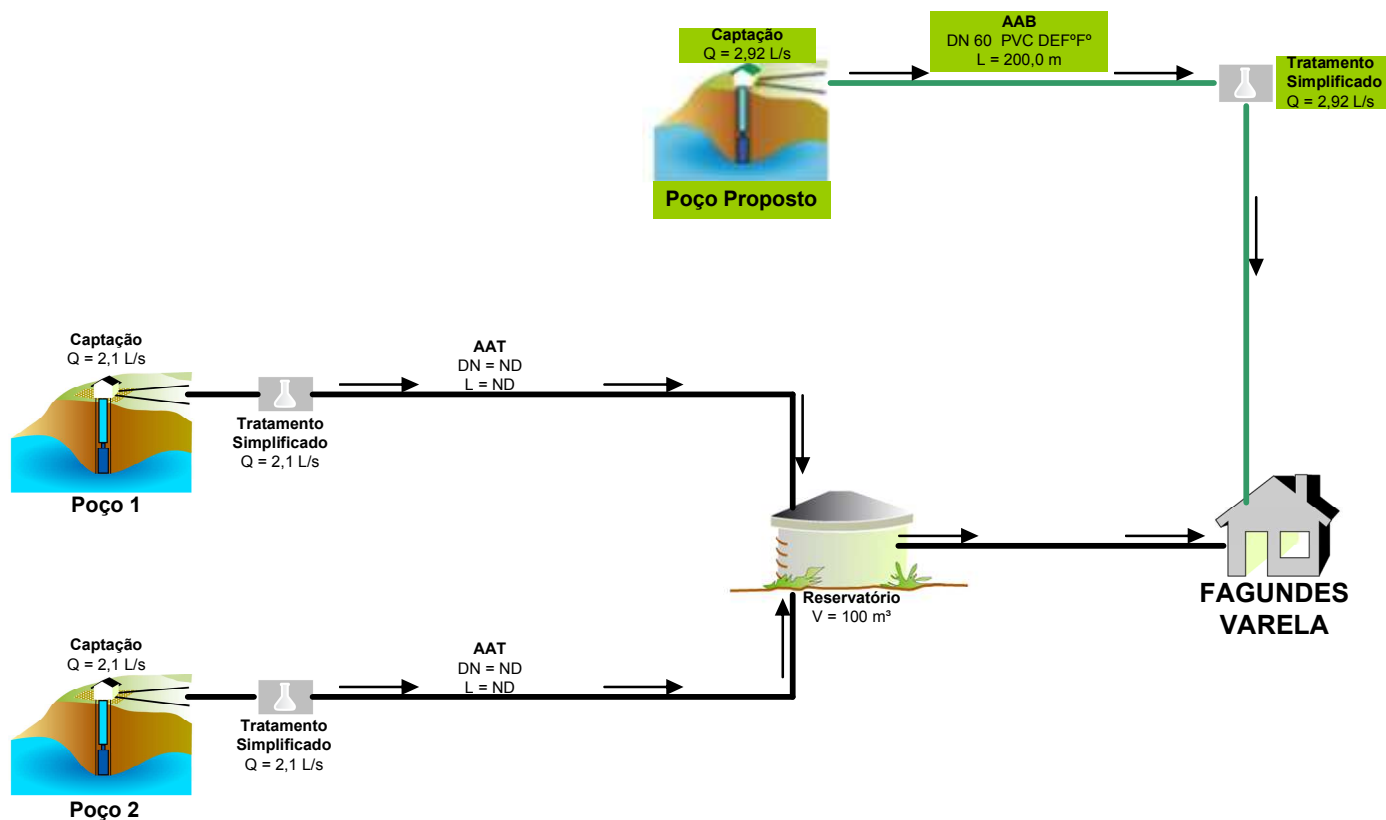 Captação
Q = 2,92 L/s
AAB
DN 60 PVC DEFºFº
L = 200,0 m
Tratamento
Simplificado
Q = 2,92 L/s
Poço Proposto
Captação
Q = 2,1 L/s
AAT
DN = ND
L = ND
Tratamento
Simplificado
Q = 2,1 L/s
Poço 1
Reservatório
V = 100 m³
FAGUNDES
VARELA
Captação
Q = 2,1 L/s
AAT
DN = ND
L = ND
Tratamento
Simplificado
Q = 2,1 L/s
Poço 2